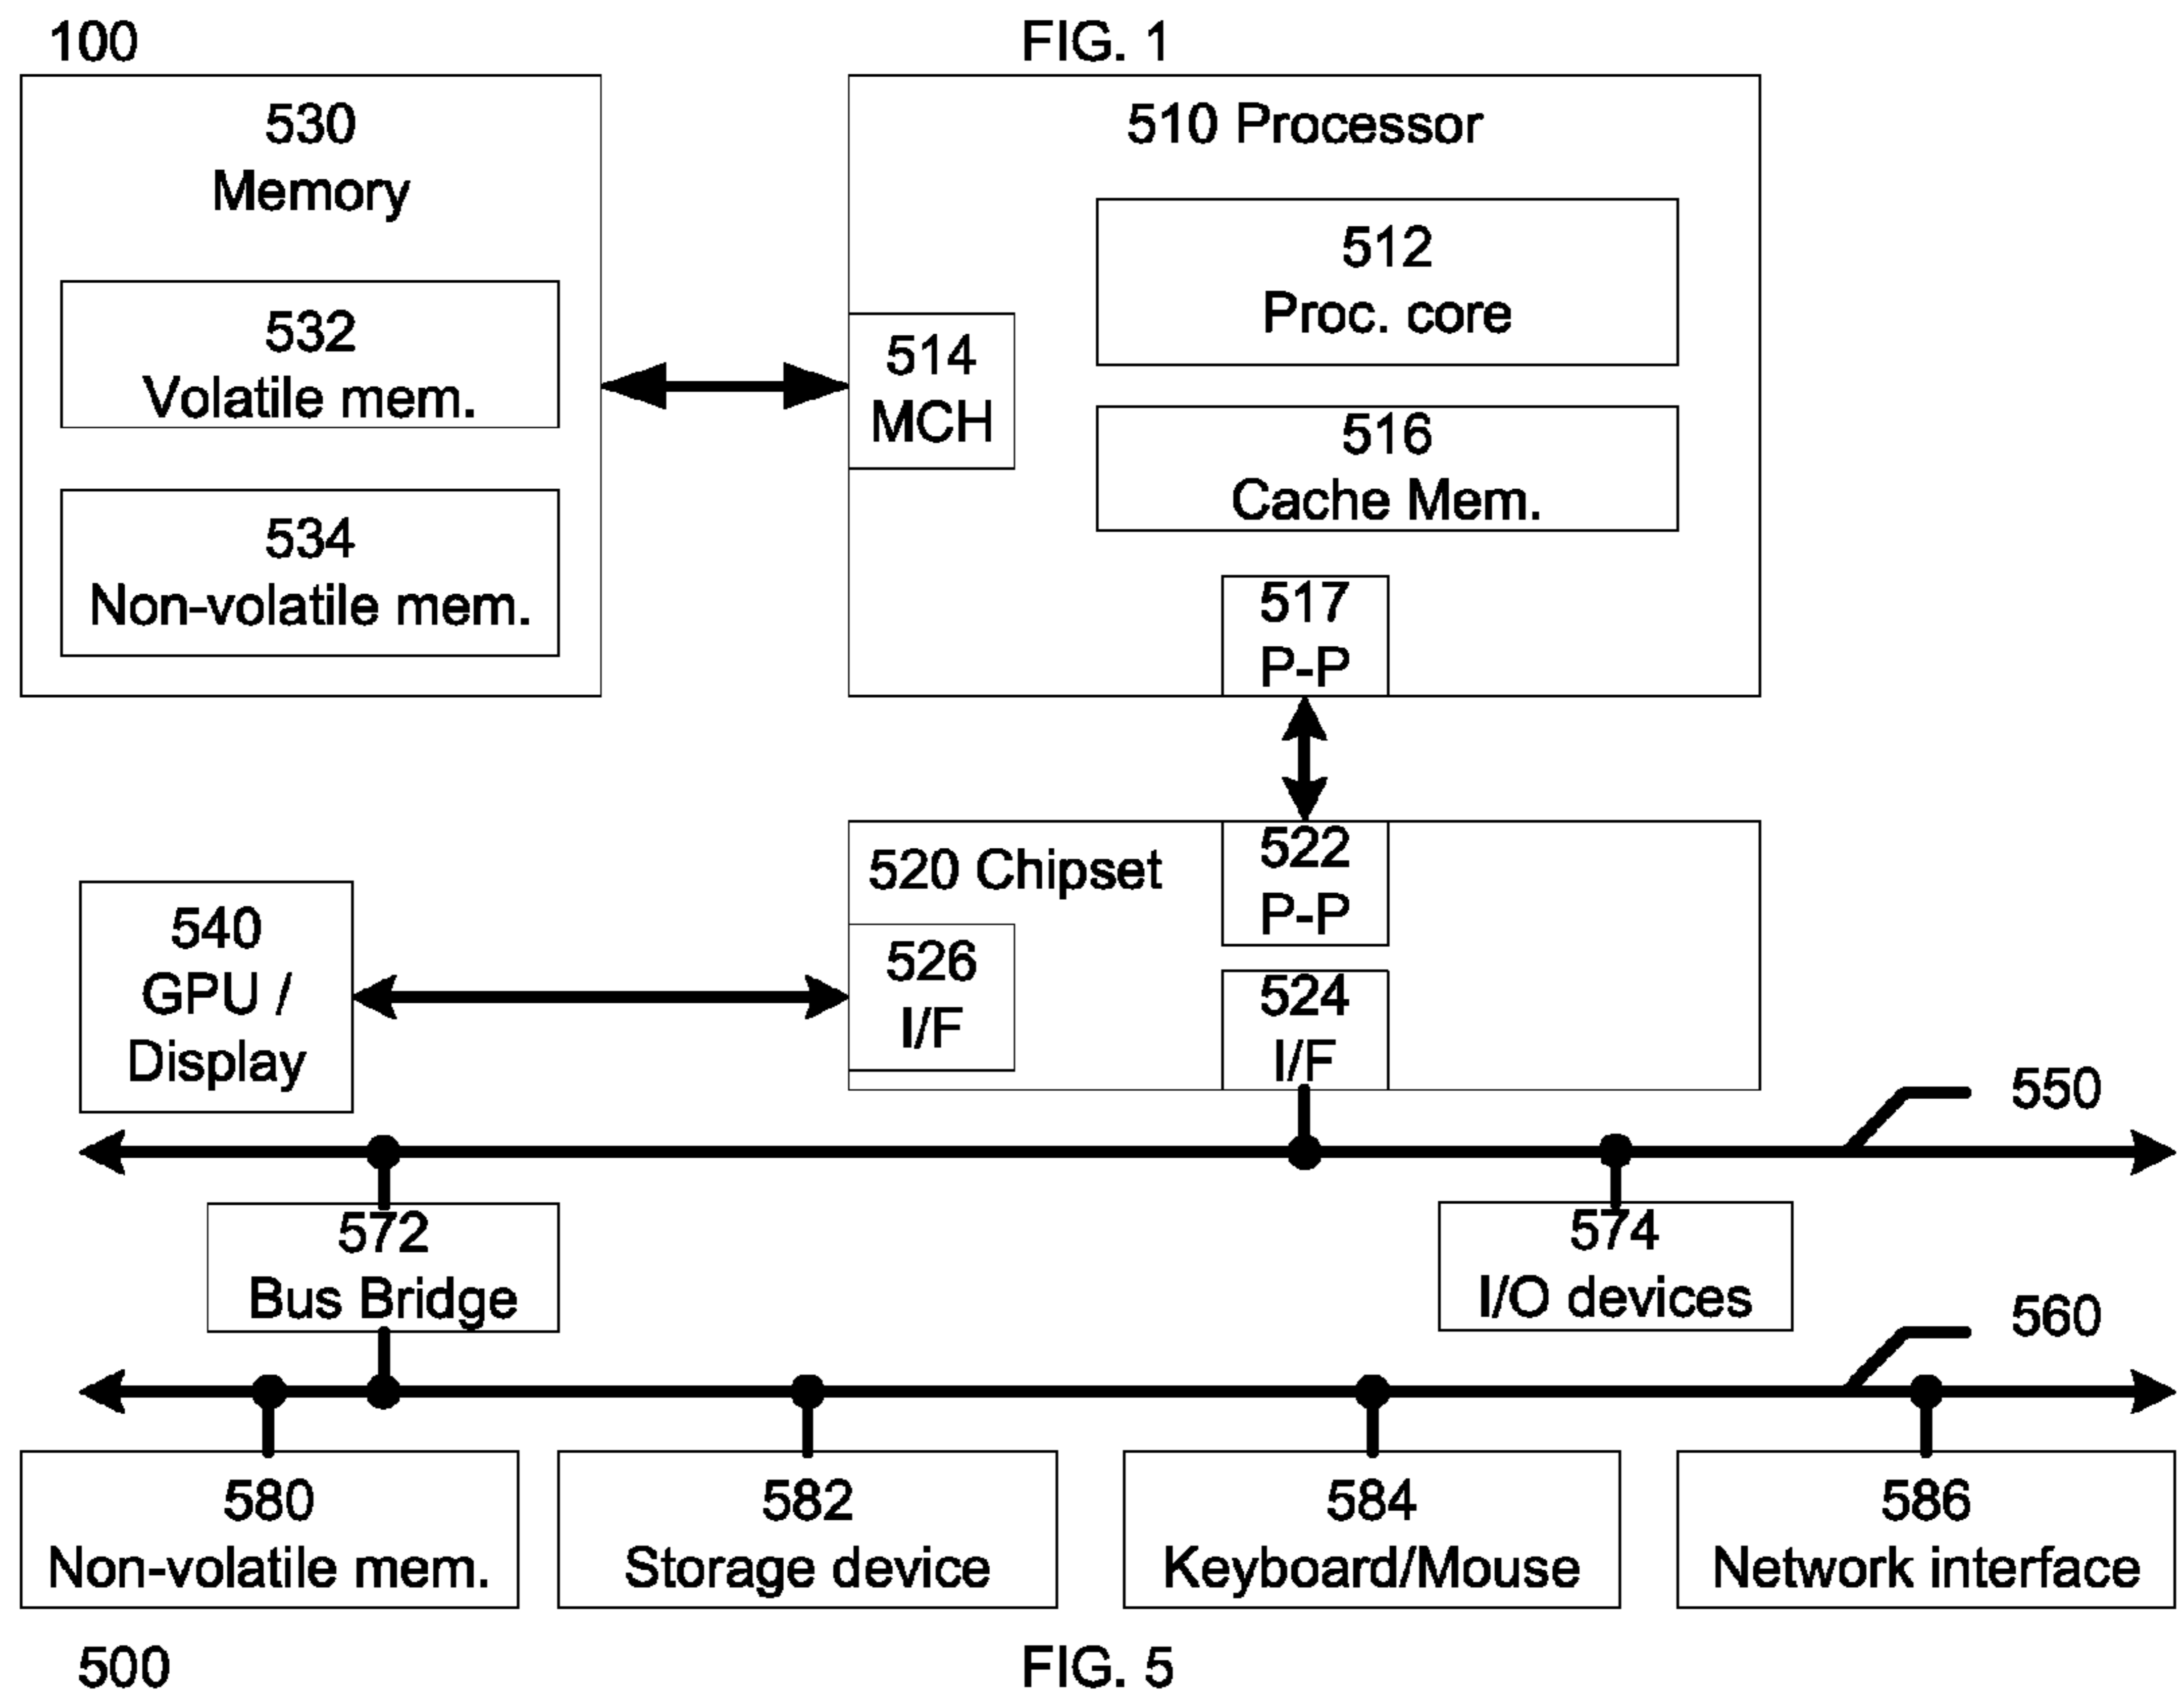 100
FIG. 1
530
Memory
532
Volatile mem.
534
Non-volatile mem.
510 Processor
512
Proc. core
514
MCH
516
Cache Mem.
517
P-P
520 Chipset
522
P-P
526
I/F
524
I/F
540
GPU /
Display
550
572
Bus Bridge
574
I/O devices
560
580
Non-volatile mem.
582
Storage device
584
Keyboard/Mouse
586
Network interface
500
FIG. 5